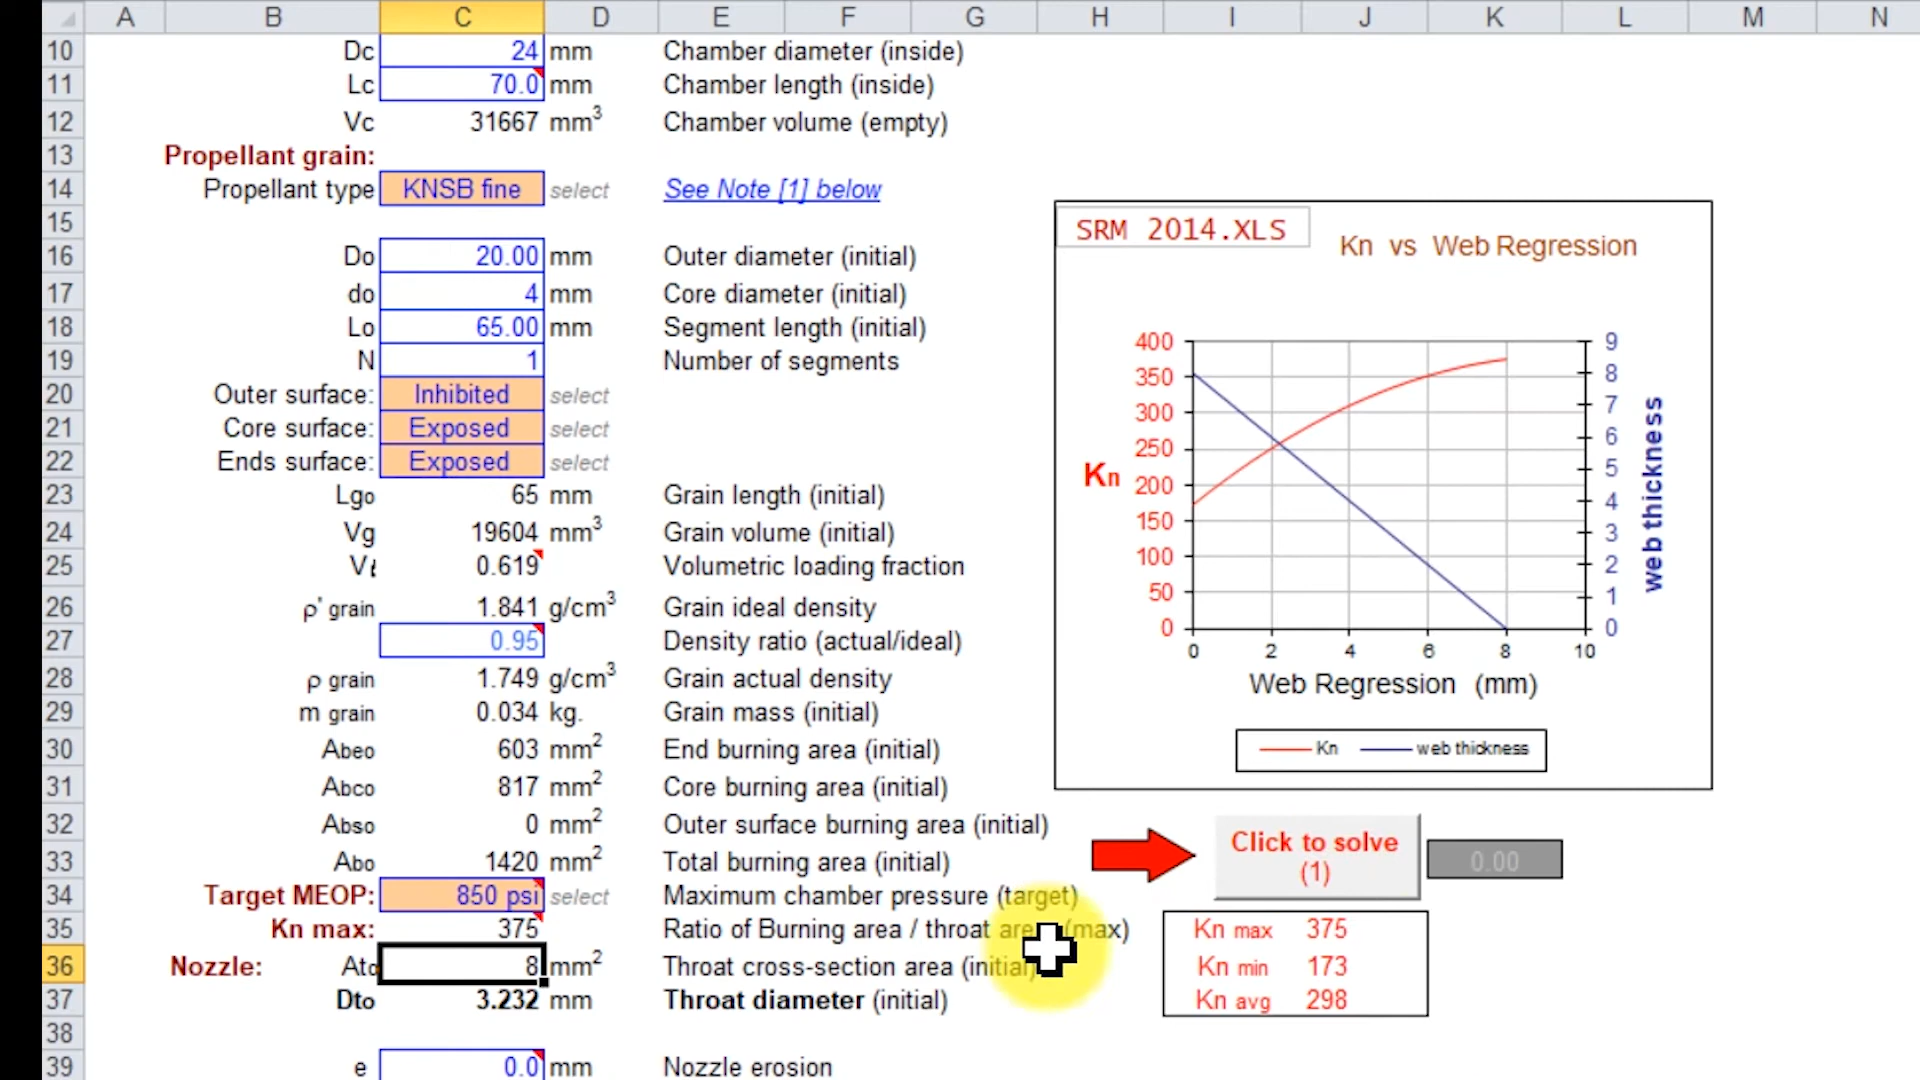 A B C D E F G H I J K L M N
10 Dc 24 mm Chamber diameter (inside)
11 Lc 70.0 mm Chamber length (inside)
12 Vc 31667 mm3 Chamber volume (empty)
13 Propellant grain:
14 Propellant type KNSB fine select See Note [1] below
15
16 Do 20.00 mm Outer diameter (initial)
17 do 4 mm Core diameter (initial)
18 Lo 65.00 mm Segment length (initial)
19 N 1 Number of segments
20 Outer surface: Inhibited select
21 Core surface: Exposed select
22 Ends surface: Exposed select
23 Lgo 65 mm Grain length (initial)
24 Vg 19604 mm3 Grain volume (initial)
25 0.619 Volumetric loading fraction
26 ρ' grain 1.841 g/cm3 Grain ideal density
27 0.95 Density ratio (actual/ideal)
28 ρ grain 1.749 g/cm3 Grain actual density
29 m grain 0.034 kg. Grain mass (initial)
30 Abeo 603 mm2 End burning area (initial)
31 Abco 817 mm2 Core burning area (initial)
32 Abso 0 mm2 Outer surface burning area (initial)
33 Abo 1420 mm2 Total burning area (initial)
34 Target MEOP: 850 psi select Maximum chamber pressure (target)
35 Kn max: 375 Ratio of Burning area / throat (max)
36 Nozzle: 8 mm2 Throat cross-section area (initial)
37 Dto 3.232 mm Throat diameter (initial)
38
39 e 0.0 mm Nozzle erosion
SRM 2014.XLS
Kn vs Web Regression
Kn
400
350
300
250
200
150
100
50
0
9
8
7
6
5
4
3
2
1
0
web thickness
0 2 4 6 8 10
Web Regression (mm)
Kn web thickness
Click to solve
(1)
0.00
Kn max 375
Kn min 173
Kn avg 298